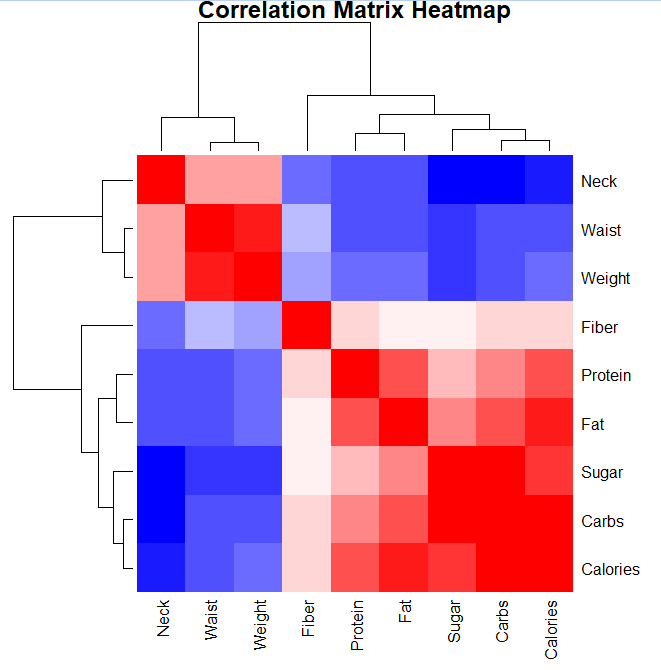 Correlation Matrix Heatmap
Neck
Waist
Weight
Fiber
Protein
Fat
Sugar
Carbs
Calories
Neck
Waist
Weight
Fiber
Protein
Fat
Sugar
Carbs
Calories